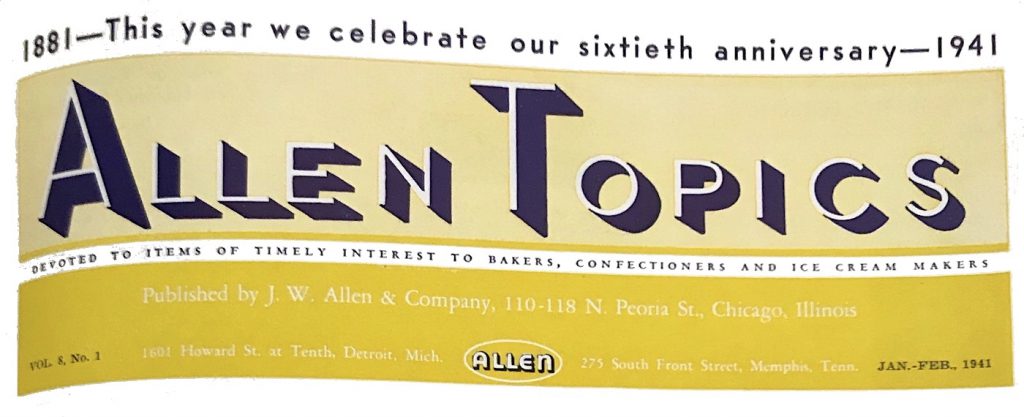 1881—This year we celebrate our sixtieth anniversary—1941
ALLEN TOPICS
DEVOTED TO ITEMS OF TIMELY INTEREST TO BAKERS, CONFECTIONERS AND ICE CREAM MAKERS
Published by J. W. Allen & Company, 110-118 N. Peoria St., Chicago, Illinois
VOL. 8, No. 1 1601 Howard St. at Tenth, Detroit, Mich. ALLEN 275 South Front Street, Memphis, Tenn. JAN.-FEB., 1941